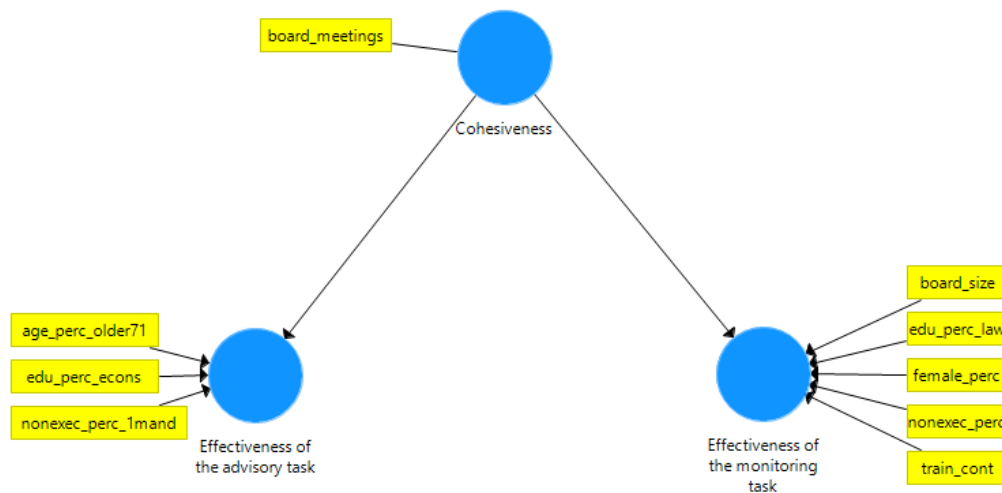 board_meetings
Cohesiveness
age_perc_older71
edu_perc_econs
nonexec_perc_1mand
Effectiveness of
the advisory task
board_size
edu_perc_law
female_perc
nonexec_perc
train_cont
Effectiveness of
the monitoring
task